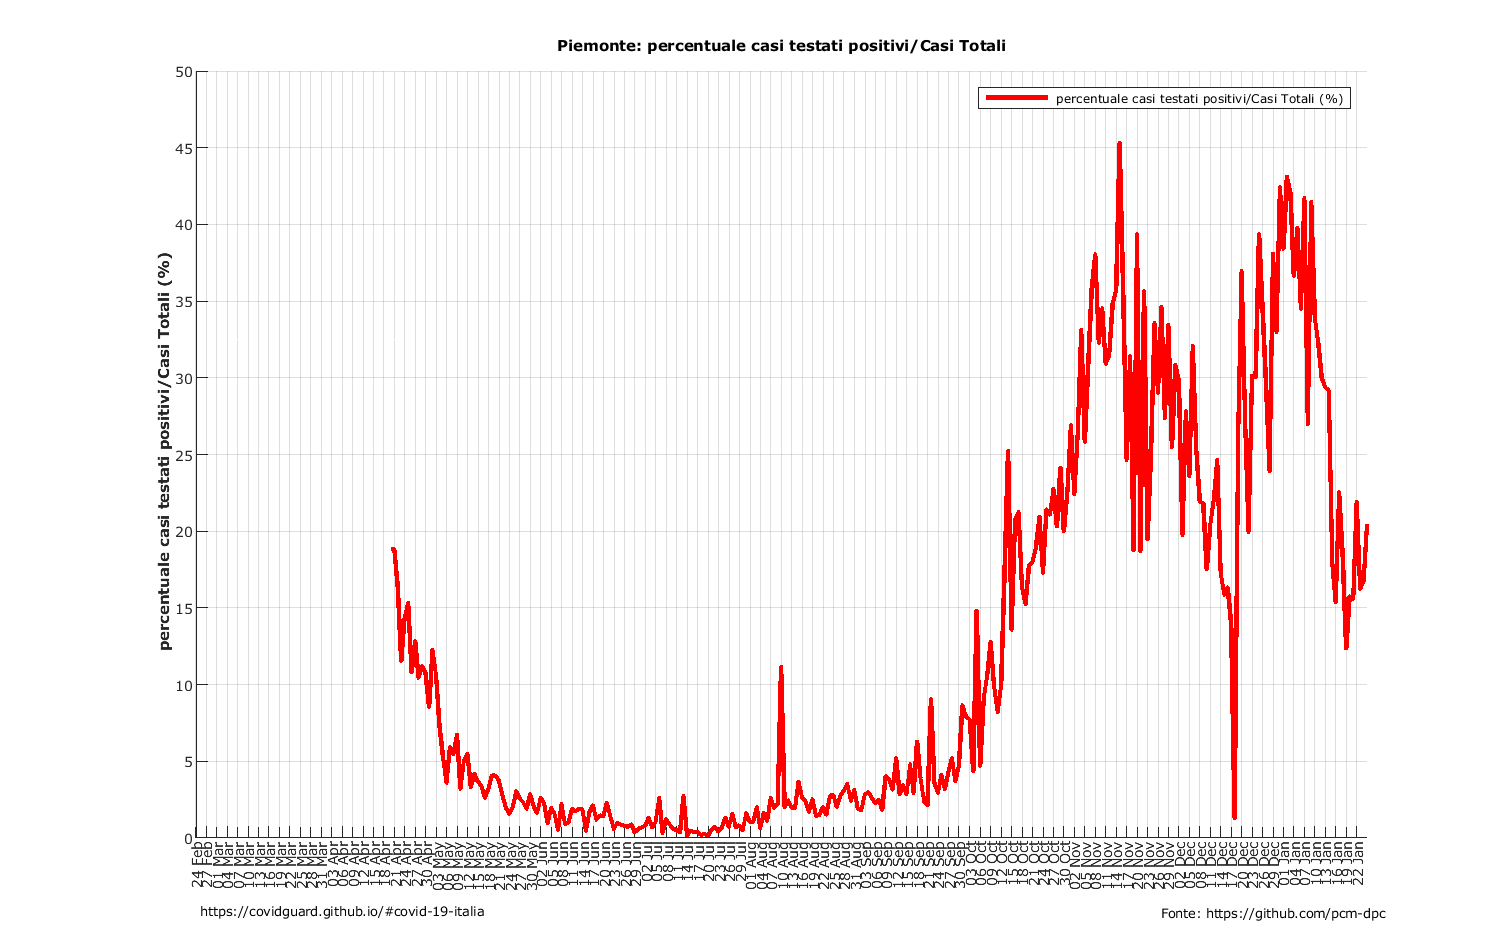 Piemonte: percentuale casi testati positivi/Casi Totali
percentuale casi testati positivi/Casi Totali (%)
percentuale casi testati positivi/Casi Totali (%)
50
45
40
35
30
25
20
15
10
5
0
24 Feb
27 Feb
01 Mar
04 Mar
07 Mar
10 Mar
13 Mar
16 Mar
19 Mar
22 Mar
25 Mar
28 Mar
31 Mar
03 Apr
06 Apr
09 Apr
12 Apr
15 Apr
18 Apr
21 Apr
24 Apr
27 Apr
30 Apr
03 May
06 May
09 May
12 May
15 May
18 May
21 May
24 May
27 May
30 May
02 Jun
05 Jun
08 Jun
11 Jun
14 Jun
17 Jun
20 Jun
23 Jun
26 Jun
29 Jun
02 Jul
05 Jul
08 Jul
11 Jul
14 Jul
17 Jul
20 Jul
23 Jul
26 Jul
29 Jul
01 Aug
04 Aug
07 Aug
10 Aug
13 Aug
16 Aug
19 Aug
22 Aug
25 Aug
28 Aug
31 Aug
03 Sep
06 Sep
09 Sep
12 Sep
15 Sep
18 Sep
21 Sep
24 Sep
27 Sep
30 Sep
03 Oct
06 Oct
09 Oct
12 Oct
15 Oct
18 Oct
21 Oct
24 Oct
27 Oct
30 Oct
02 Nov
05 Nov
08 Nov
11 Nov
14 Nov
17 Nov
20 Nov
23 Nov
26 Nov
29 Nov
02 Dec
05 Dec
08 Dec
11 Dec
14 Dec
17 Dec
20 Dec
23 Dec
26 Dec
29 Dec
01 Jan
04 Jan
07 Jan
10 Jan
13 Jan
16 Jan
19 Jan
22 Jan
https://covidguard.github.io/#covid-19-italia
Fonte: https://github.com/pcm-dpc